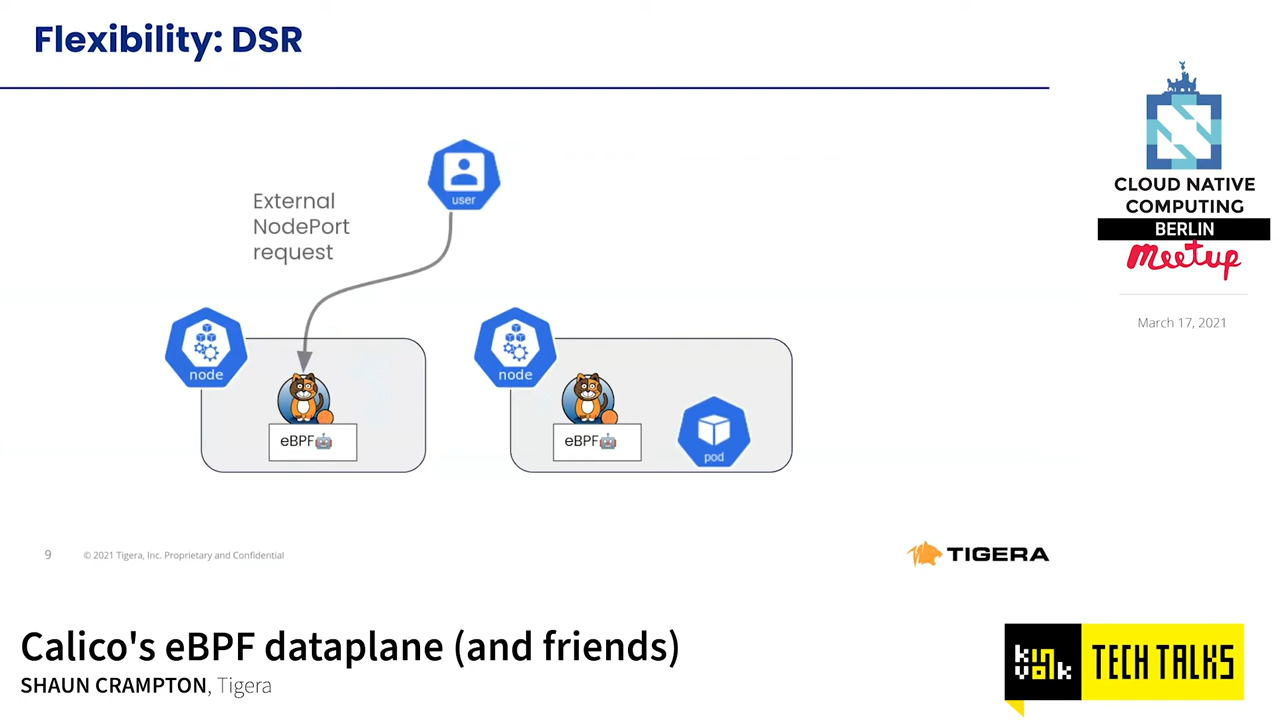 Flexibility: DSR
user
External
NodePort
request
node
node
eBPF🤖
eBPF🤖
pod
9
© 2021 Tigera, Inc. Proprietary and Confidential
TIGERA
CLOUD NATIVE
COMPUTING
BERLIN
meetup
March 17, 2021
Calico's eBPF dataplane (and friends)
SHAUN CRAMPTON, Tigera
kinvolk
TECH TALKS